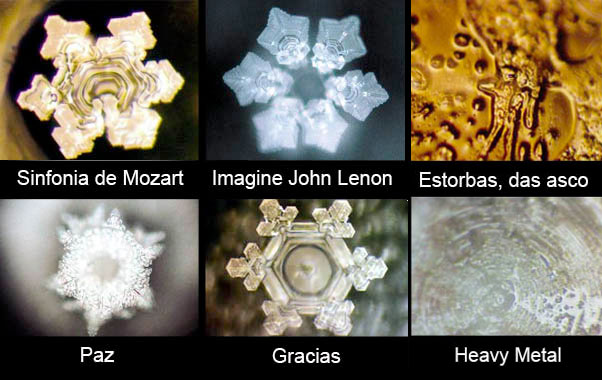 Sinfonia de Mozart
Imagine John Lenon
Estorbas, das asco
Paz
Gracias
Heavy Metal